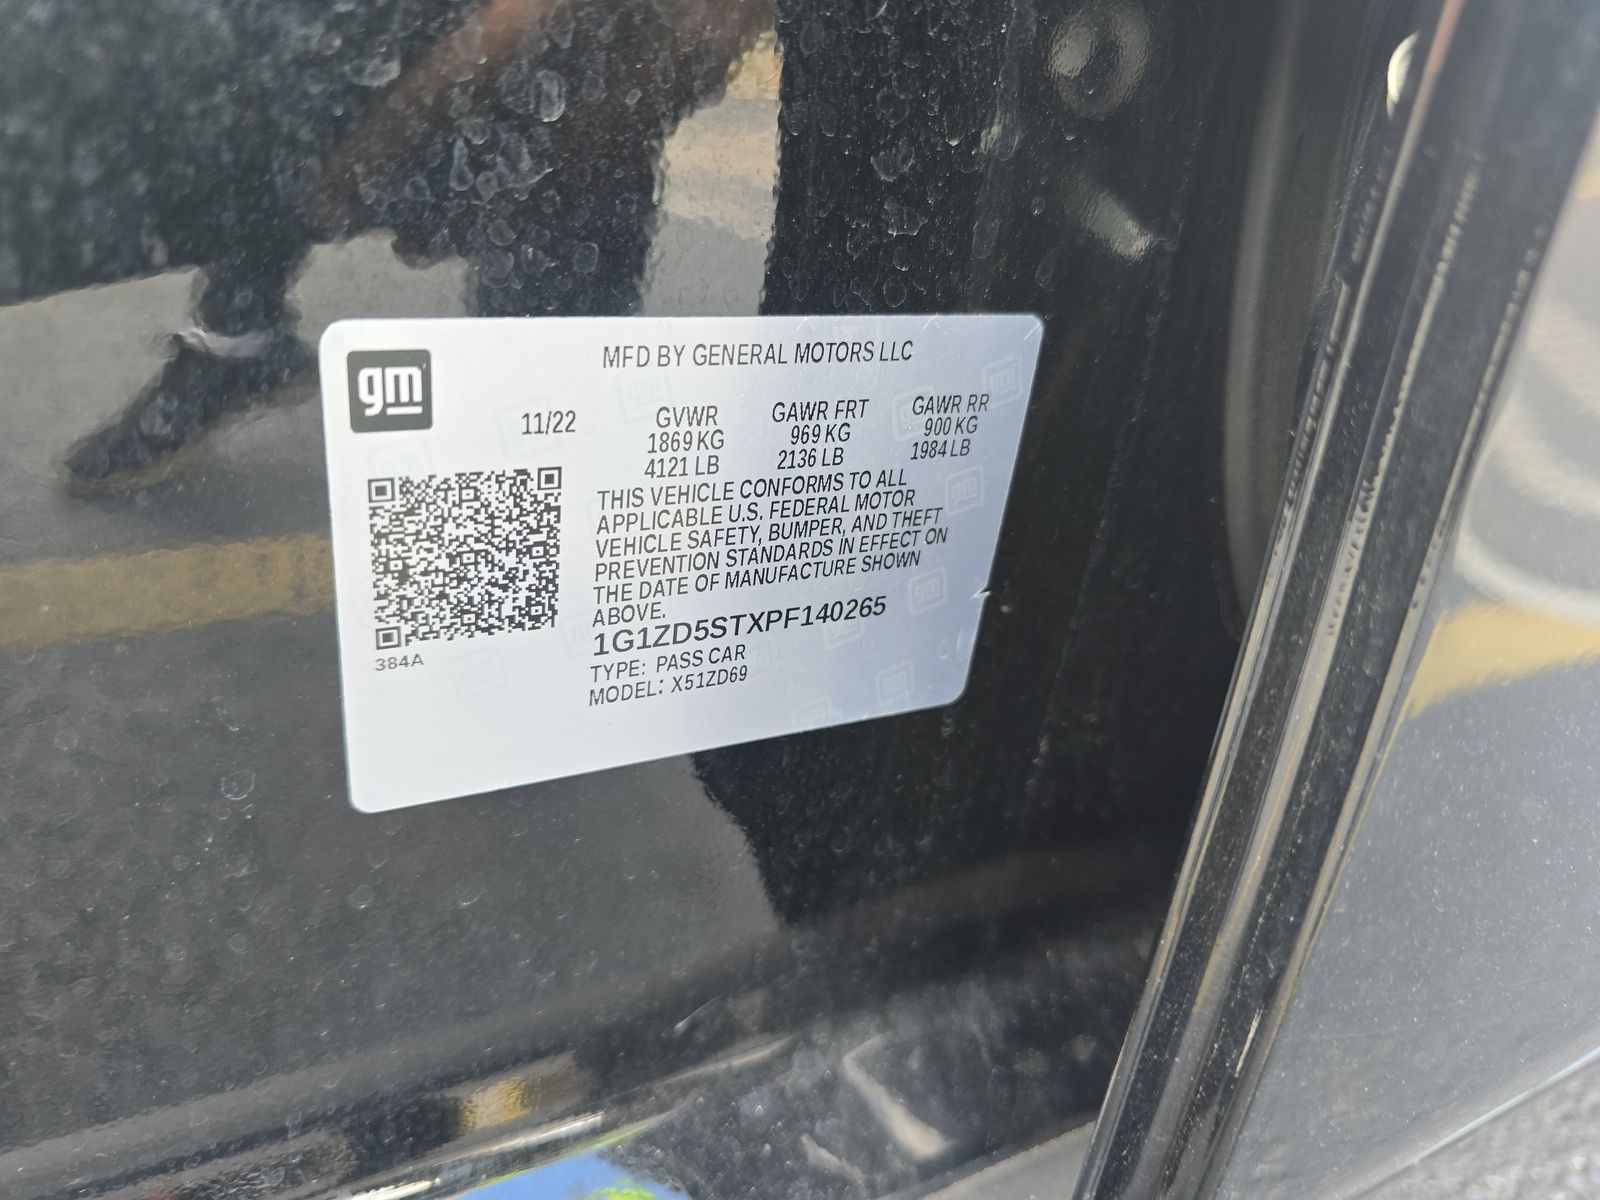 gm
MFD BY GENERAL MOTORS LLC
11/22 GVWR GAWR FRT GAWR RR
1869 KG 969 KG 900 KG
4121 LB 2136 LB 1984 LB
THIS VEHICLE CONFORMS TO ALL
APPLICABLE U.S. FEDERAL MOTOR
VEHICLE SAFETY, BUMPER, AND THEFT
PREVENTION STANDARDS IN EFFECT ON
THE DATE OF MANUFACTURE SHOWN
ABOVE.
1G1ZD5STXPF140265
TYPE: PASS CAR
MODEL: X51ZD69
384A